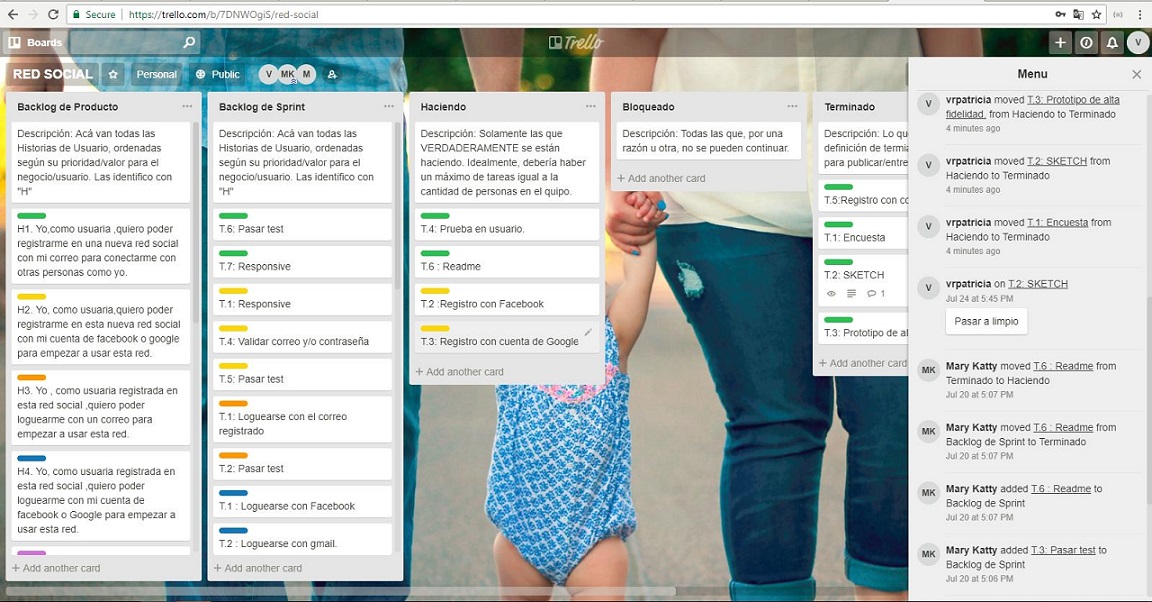 Secure
https://trello.com/b/7DNWOgiS/red-social
Boards
Trello
V
RED SOCIAL
Personal
Public
V MK M
Backlog de Producto
Descripción: Acá van todas las
Historias de Usuario, ordenadas
según su prioridad/valor para el
negocio/usuario. Las identifico con
"H"
H1. Yo,como usuaria ,quiero poder
registrarme en una nueva red social
con mi correo para conectarme con
otras personas como yo.
H2. Yo, como usuaria,quiero poder
registrarme en esta nueva red social
con mi cuenta de facebook o google
para empezar a usar esta red.
H3. Yo , como usuaria registrada en
esta red social ,quiero poder
loguearme con un correo para
empezar a usar esta red.
H4. Yo, como usuaria registrada en
esta red social ,quiero poder
loguearme con mi cuenta de
facebook o Google para empezar a
usar esta red.
+ Add another card
Backlog de Sprint
Descripción: Acá van todas las
Historias de Usuario, ordenadas
según su prioridad/valor para el
negocio/usuario. Las identifico con
"H"
T.6: Pasar test
T.7: Responsive
T.1: Responsive
T.4: Validar correo y/o contraseña
T.5: Pasar test
T.1: Loguearse con el correo
registrado
T.2: Pasar test
T.1 : Loguearse con Facebook
T.2 : Loguearse con gmail.
+ Add another card
Haciendo
Descripción: Solamente las que
VERDADERAMENTE se están
haciendo. Idealmente, debería haber
un máximo de tareas igual a la
cantidad de personas en el quipo.
T.4: Prueba en usuario.
T.6 : Readme
T.2 :Registro con Facebook
T.3: Registro con cuenta de Google
+ Add another card
Bloqueado
Descripción: Todas las que, por una
razón u otra, no se pueden continuar.
+ Add another card
Terminado
Descripción: Lo qu
definición de termi
para publicar/entre
T.5:Registro con co
T.1: Encuesta
T.2: SKETCH
1
T.3: Prototipo de al
+ Add another card
Menu
V
vrpatricia moved T.3: Prototipo de alta
fidelidad. from Haciendo to Terminado
4 minutes ago
V
vrpatricia moved T.2: SKETCH from
Haciendo to Terminado
4 minutes ago
V
vrpatricia moved T.1: Encuesta from
Haciendo to Terminado
4 minutes ago
V
vrpatricia on T.2: SKETCH
Jul 24 at 5:45 PM
Pasar a limpio
MK
Mary Katty moved T.6 : Readme from
Terminado to Haciendo
Jul 20 at 5:07 PM
MK
Mary Katty moved T.6 : Readme from
Backlog de Sprint to Terminado
Jul 20 at 5:07 PM
MK
Mary Katty added T.6 : Readme to
Backlog de Sprint
Jul 20 at 5:07 PM
MK
Mary Katty added T.3: Pasar test to
Backlog de Sprint
Jul 20 at 5:06 PM